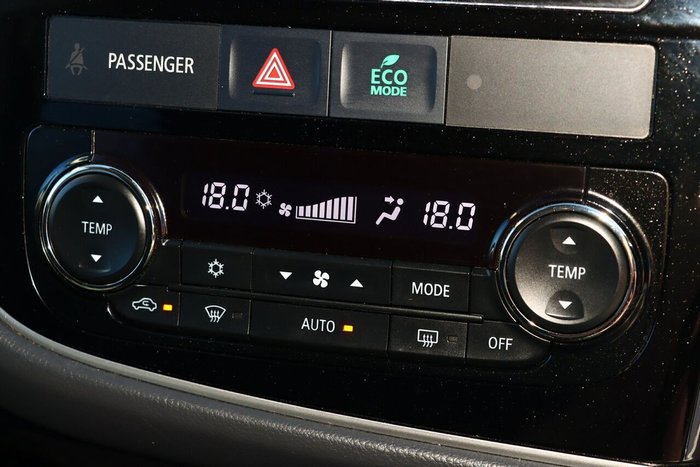 PASSENGER
ECO
MODE
18.0 18.0
TEMP
TEMP
MODE
AUTO
OFF